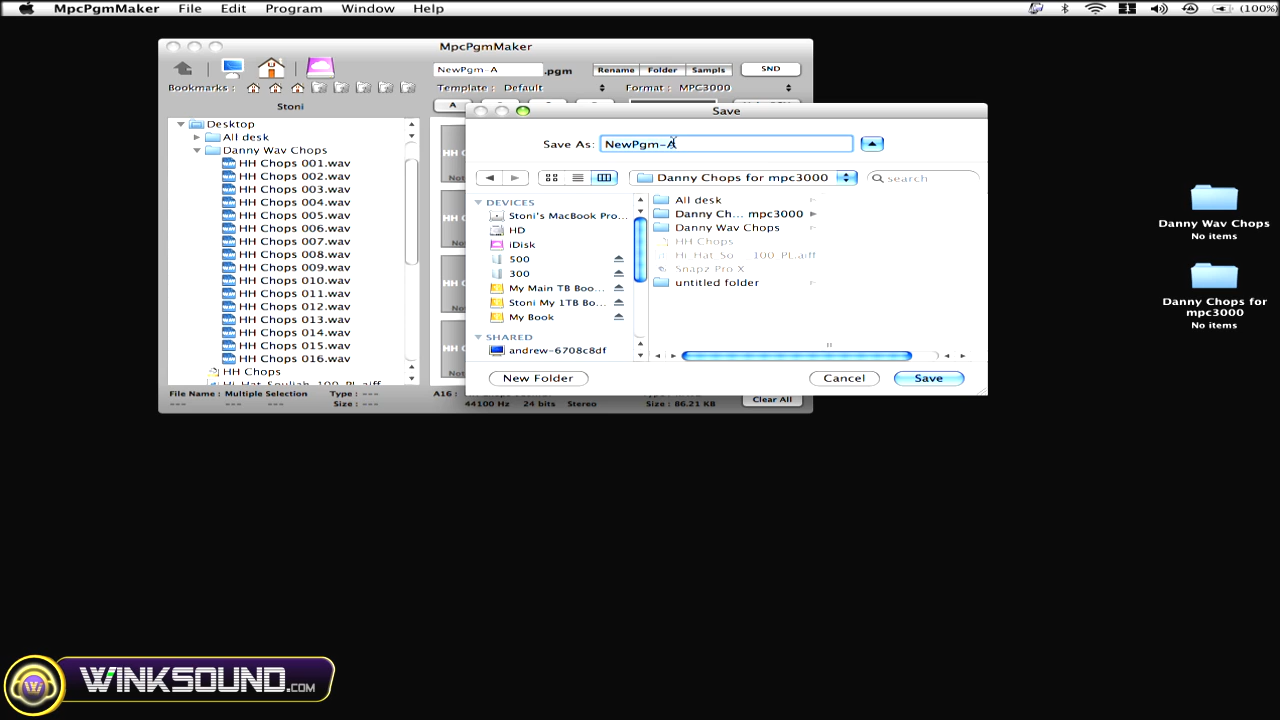 MpcPgmMaker File Edit Program Window Help (100%)
MpcPgmMaker
NewPgm-A .pgm Rename Folder Sampls SND
Bookmarks : Template : Default Format : MPC3000
Stoni
A
Desktop
All desk
Danny Wav Chops
HH Chops 001.wav
HH Chops 002.wav
HH Chops 003.wav
HH Chops 004.wav
HH Chops 005.wav
HH Chops 006.wav
HH Chops 007.wav
HH Chops 008.wav
HH Chops 009.wav
HH Chops 010.wav
HH Chops 011.wav
HH Chops 012.wav
HH Chops 013.wav
HH Chops 014.wav
HH Chops 015.wav
HH Chops 016.wav
HH Chops
File Name : Multiple Selection Type : ---
--- --- --- Size : ---
A16 :
44100 Hz 24 bits Stereo Size : 86.21 KB
Clear All
Save
Save As: NewPgm-A
Danny Chops for mpc3000 search
DEVICES
Stoni's MacBook Pro...
HD
iDisk
500
300
My Main TB Boo...
Stoni My 1TB Bo...
My Book
SHARED
andrew-6708c8df
All desk
Danny Ch... mpc3000
Danny Wav Chops
HH Chops
Hi_Hat_So... 100_PL.aiff
Snapz Pro X
untitled folder
New Folder Cancel Save
Danny Wav Chops
No items
Danny Chops for
mpc3000
No items
WINKSOUND.COM